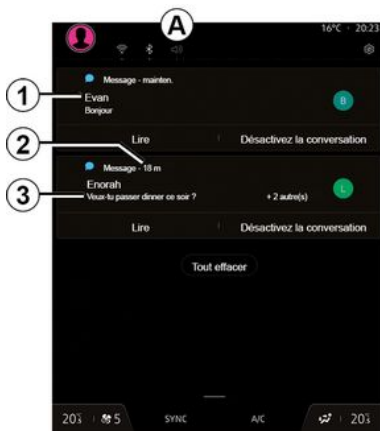 A
16°C · 20:23
Message - mainten.
1
Evan
B
Bonjour
2
Lire
Désactivez la conversation
Message - 18 m
3
Enorah
L
Veux-tu passer dinner ce soir ?
+ 2 autre(s)
Lire
Désactivez la conversation
Tout effacer
20
5
SYNC
A/C
20